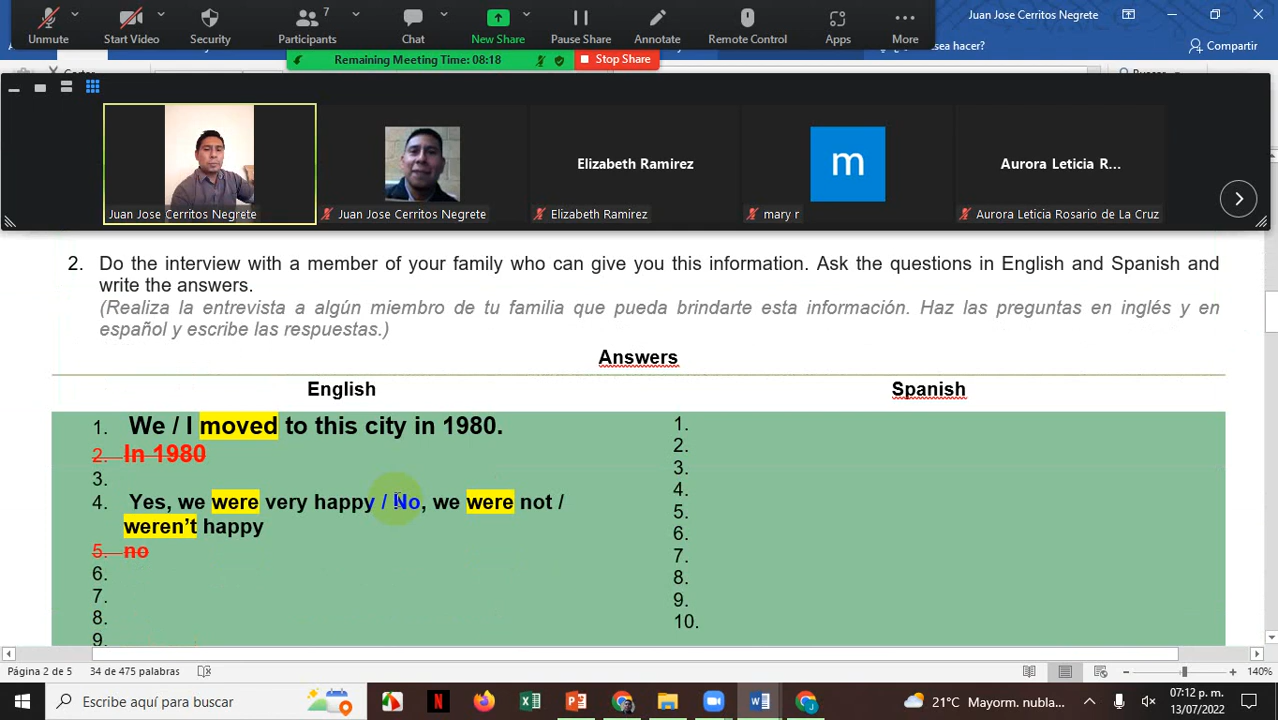 Unmute
Start Video
Security
Participants
7
Chat
New Share
Pause Share
Annotate
Remote Control
Apps
More
Juan Jose Cerritos Negrete
ea hacer?
Compartir
Remaining Meeting Time: 08:18
Stop Share
Juan Jose Cerritos Negrete
Juan Jose Cerritos Negrete
Elizabeth Ramirez
Elizabeth Ramirez
m
mary r
Aurora Leticia R...
Aurora Leticia Rosario de La Cruz
2. Do the interview with a member of your family who can give you this information. Ask the questions in English and Spanish and
write the answers.
(Realiza la entrevista a algún miembro de tu familia que pueda brindarte esta información. Haz las preguntas en inglés y en
español y escribe las respuestas.)
Answers
English
Spanish
1. We / I moved to this city in 1980.
2. In 1980
3.
4. Yes, we were very happy / No, we were not /
weren't happy
5. no
6.
7.
8.
9.
1.
2.
3.
4.
5.
6.
7.
8.
9.
10.
Página 2 de 5
34 de 475 palabras
140%
Escribe aquí para buscar
21°C Mayorm. nubla...
07:12 p. m.
13/07/2022